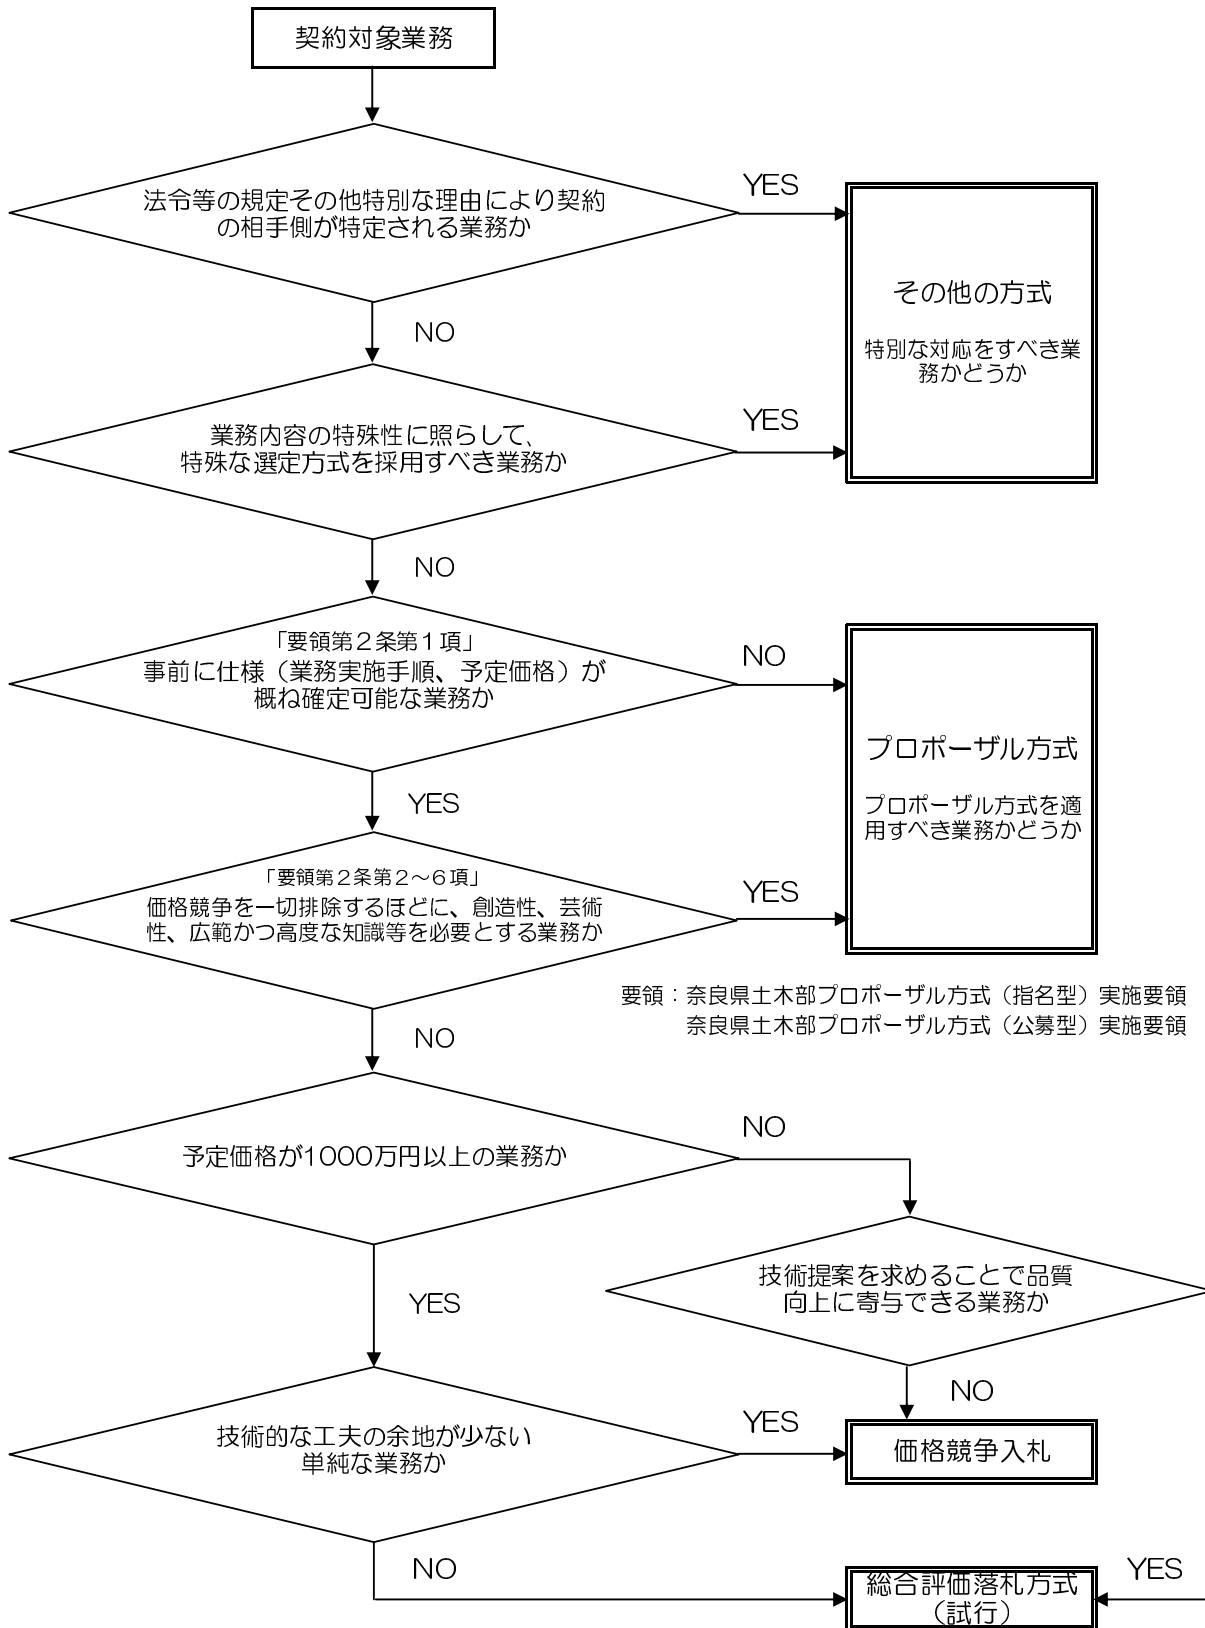 契約対象業務
法令等の規定その他特別な理由により契約
の相手側が特定される業務か
YES
NO
その他の方式
特別な対応をすべき業
務かどうか
業務内容の特殊性に照らして、
特殊な選定方式を採用すべき業務か
YES
NO
「要領第２条第１項」
事前に仕様（業務実施手順、予定価格）が
概ね確定可能な業務か
NO
YES
プロポーザル方式
プロポーザル方式を適
用すべき業務かどうか
「要領第２条第２～６項」
価格競争を一切排除するほどに、創造性、芸術
性、広範かつ高度な知識等を必要とする業務か
YES
NO
要領：奈良県土木部プロポーザル方式（指名型）実施要領
奈良県土木部プロポーザル方式（公募型）実施要領
予定価格が1000万円以上の業務か
NO
YES
技術提案を求めることで品質
向上に寄与できる業務か
NO
YES
技術的な工夫の余地が少ない
単純な業務か
YES
NO
価格競争入札
総合評価落札方式
（試行）